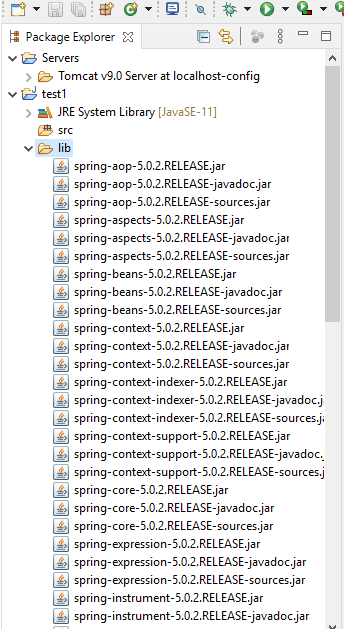 Package Explorer
Servers
Tomcat v9.0 Server at localhost-config
test1
JRE System Library [JavaSE-11]
src
lib
spring-aop-5.0.2.RELEASE.jar
spring-aop-5.0.2.RELEASE-javadoc.jar
spring-aop-5.0.2.RELEASE-sources.jar
spring-aspects-5.0.2.RELEASE.jar
spring-aspects-5.0.2.RELEASE-javadoc.jar
spring-aspects-5.0.2.RELEASE-sources.jar
spring-beans-5.0.2.RELEASE.jar
spring-beans-5.0.2.RELEASE-javadoc.jar
spring-beans-5.0.2.RELEASE-sources.jar
spring-context-5.0.2.RELEASE.jar
spring-context-5.0.2.RELEASE-javadoc.jar
spring-context-5.0.2.RELEASE-sources.jar
spring-context-indexer-5.0.2.RELEASE.jar
spring-context-indexer-5.0.2.RELEASE-javadoc.ja
spring-context-indexer-5.0.2.RELEASE-sources.ja
spring-context-support-5.0.2.RELEASE.jar
spring-context-support-5.0.2.RELEASE-javadoc.ja
spring-context-support-5.0.2.RELEASE-sources.ja
spring-core-5.0.2.RELEASE.jar
spring-core-5.0.2.RELEASE-javadoc.jar
spring-core-5.0.2.RELEASE-sources.jar
spring-expression-5.0.2.RELEASE.jar
spring-expression-5.0.2.RELEASE-javadoc.jar
spring-expression-5.0.2.RELEASE-sources.jar
spring-instrument-5.0.2.RELEASE.jar
spring-instrument-5.0.2.RELEASE-javadoc.jar